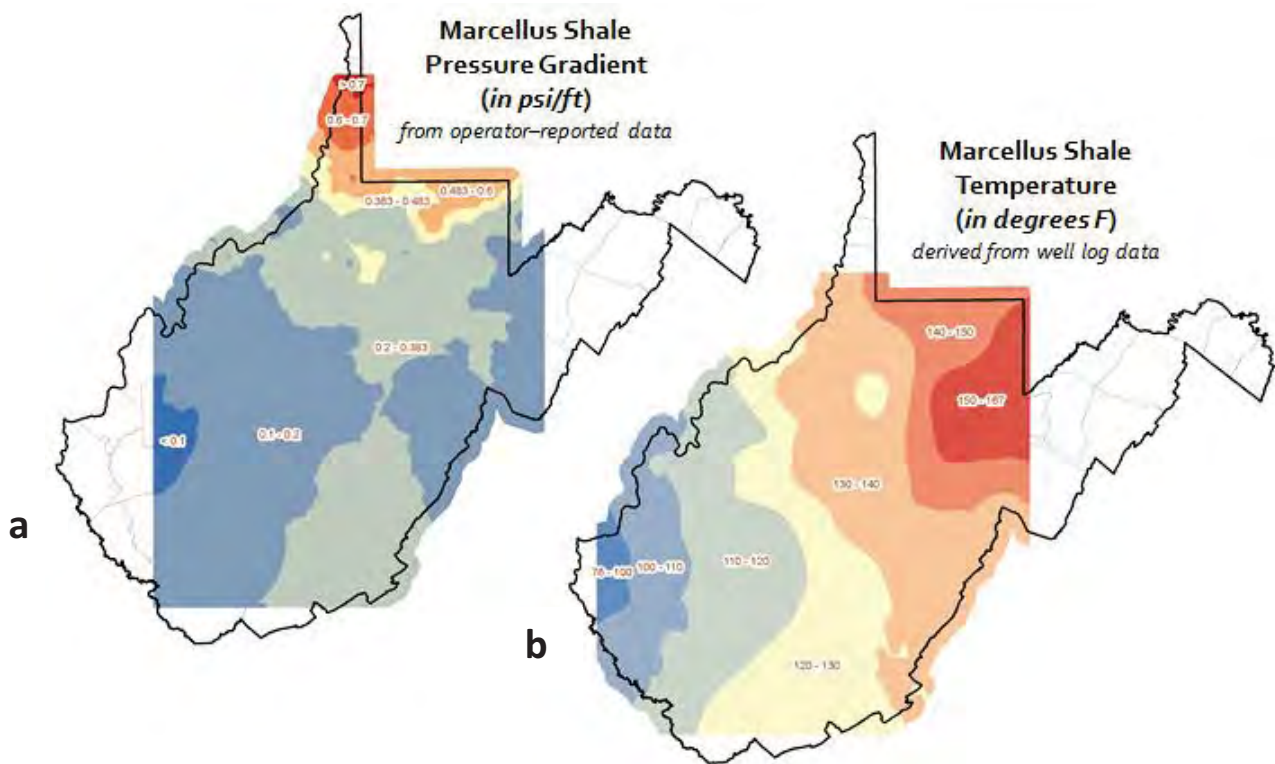 Marcellus Shale
Pressure Gradient
(in psi/ft)
from operator–reported data
> 0.7
0.6 - 0.7
0.483 - 0.6
0.383 - 0.483
0.2 - 0.383
0.1 - 0.2
< 0.1
a
Marcellus Shale
Temperature
(in degrees F)
derived from well log data
140 - 150
150 - 167
130 - 140
110 - 120
100 - 110
78 - 100
120 - 130
b